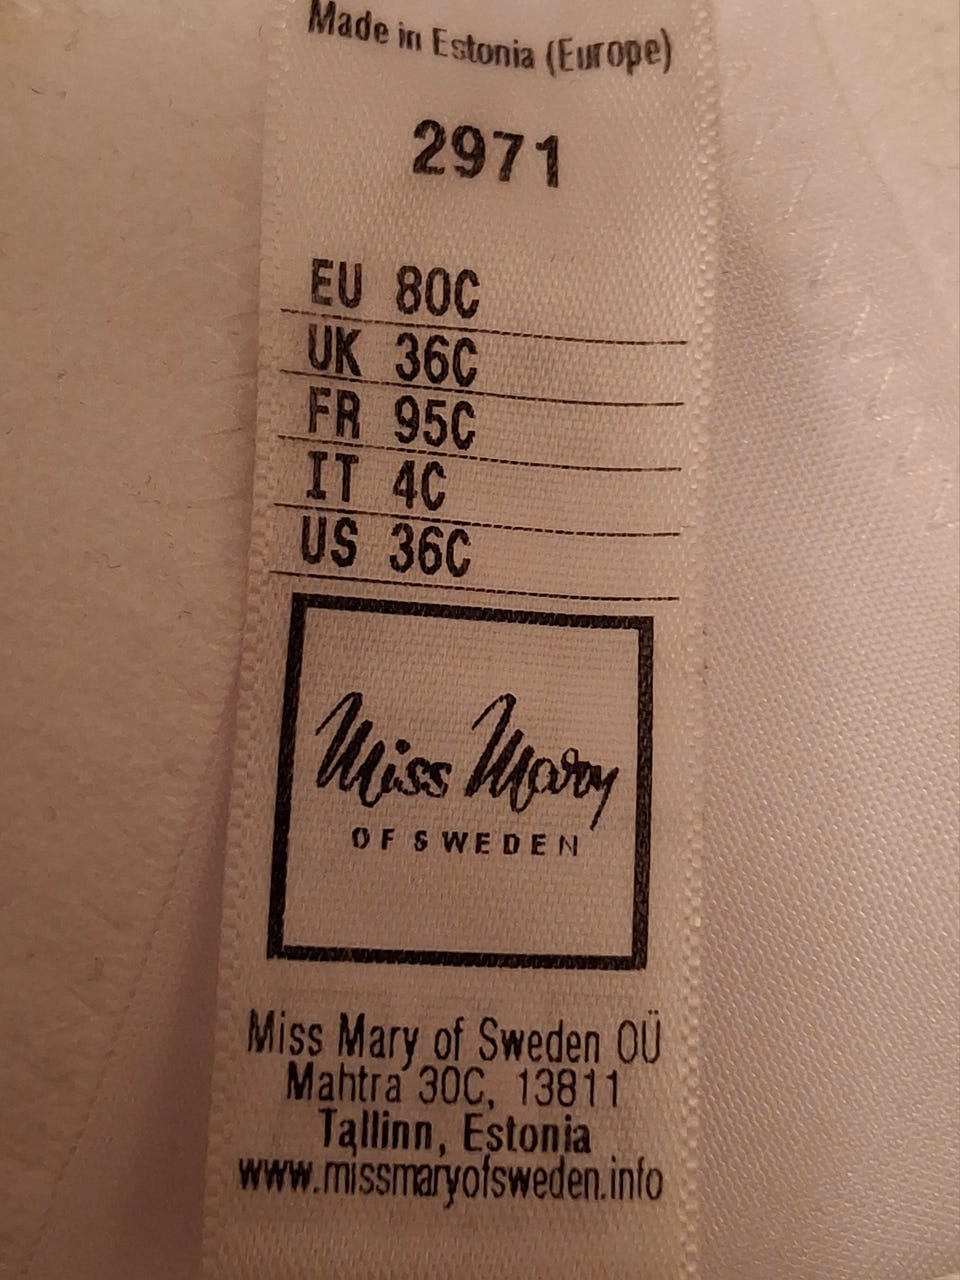 Made in Estonia (Europe)
2971
EU 80C
UK 36C
FR 95C
IT 4C
US 36C
Miss Mary
OF SWEDEN
Miss Mary of Sweden OÜ
Mahtra 30C, 13811
Tallinn, Estonia
www.missmaryofsweden.info